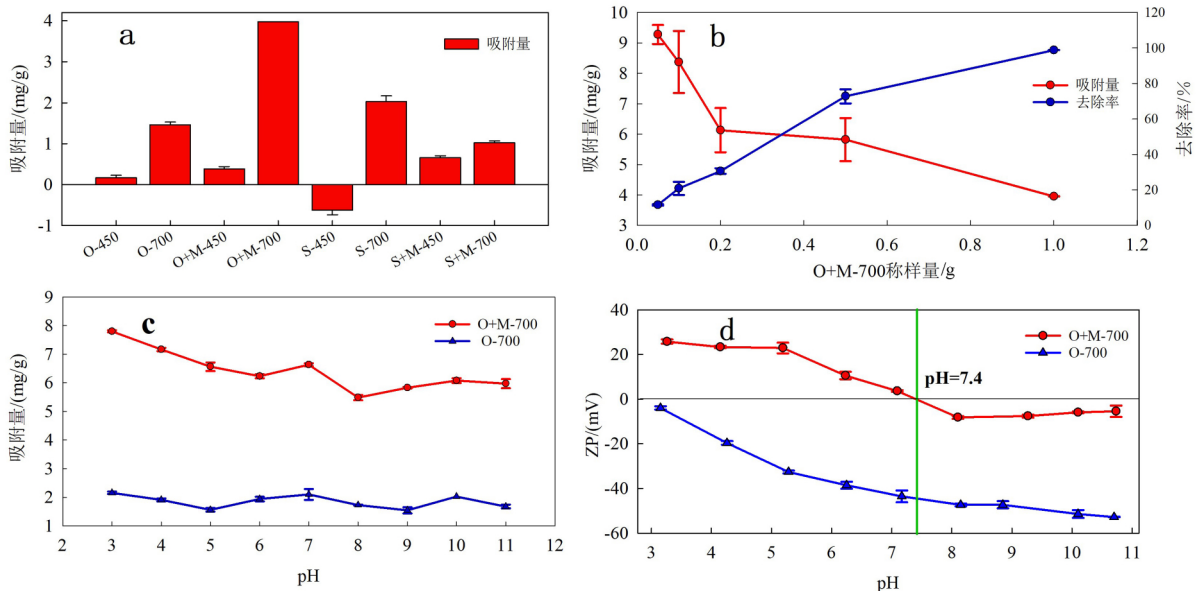 a
吸附量
吸附量/(mg/g)
4
3
2
1
0
-1
O-450
O-700
O+M-450
O+M-700
S-450
S-700
S+M-450
S+M-700
b
吸附量
去除率
吸附量/(mg/g)
10
9
8
7
6
5
4
3
去除率/%
120
100
80
60
40
20
0
0.0 0.2 0.4 0.6 0.8 1.0 1.2
O+M-700称样量/g
c
O+M-700
O-700
吸附量/(mg/g)
9
8
7
6
5
4
3
2
1
2 3 4 5 6 7 8 9 10 11 12
pH
d
O+M-700
O-700
pH=7.4
ZP/(mV)
40
20
0
-20
-40
-60
3 4 5 6 7 8 9 10 11
pH